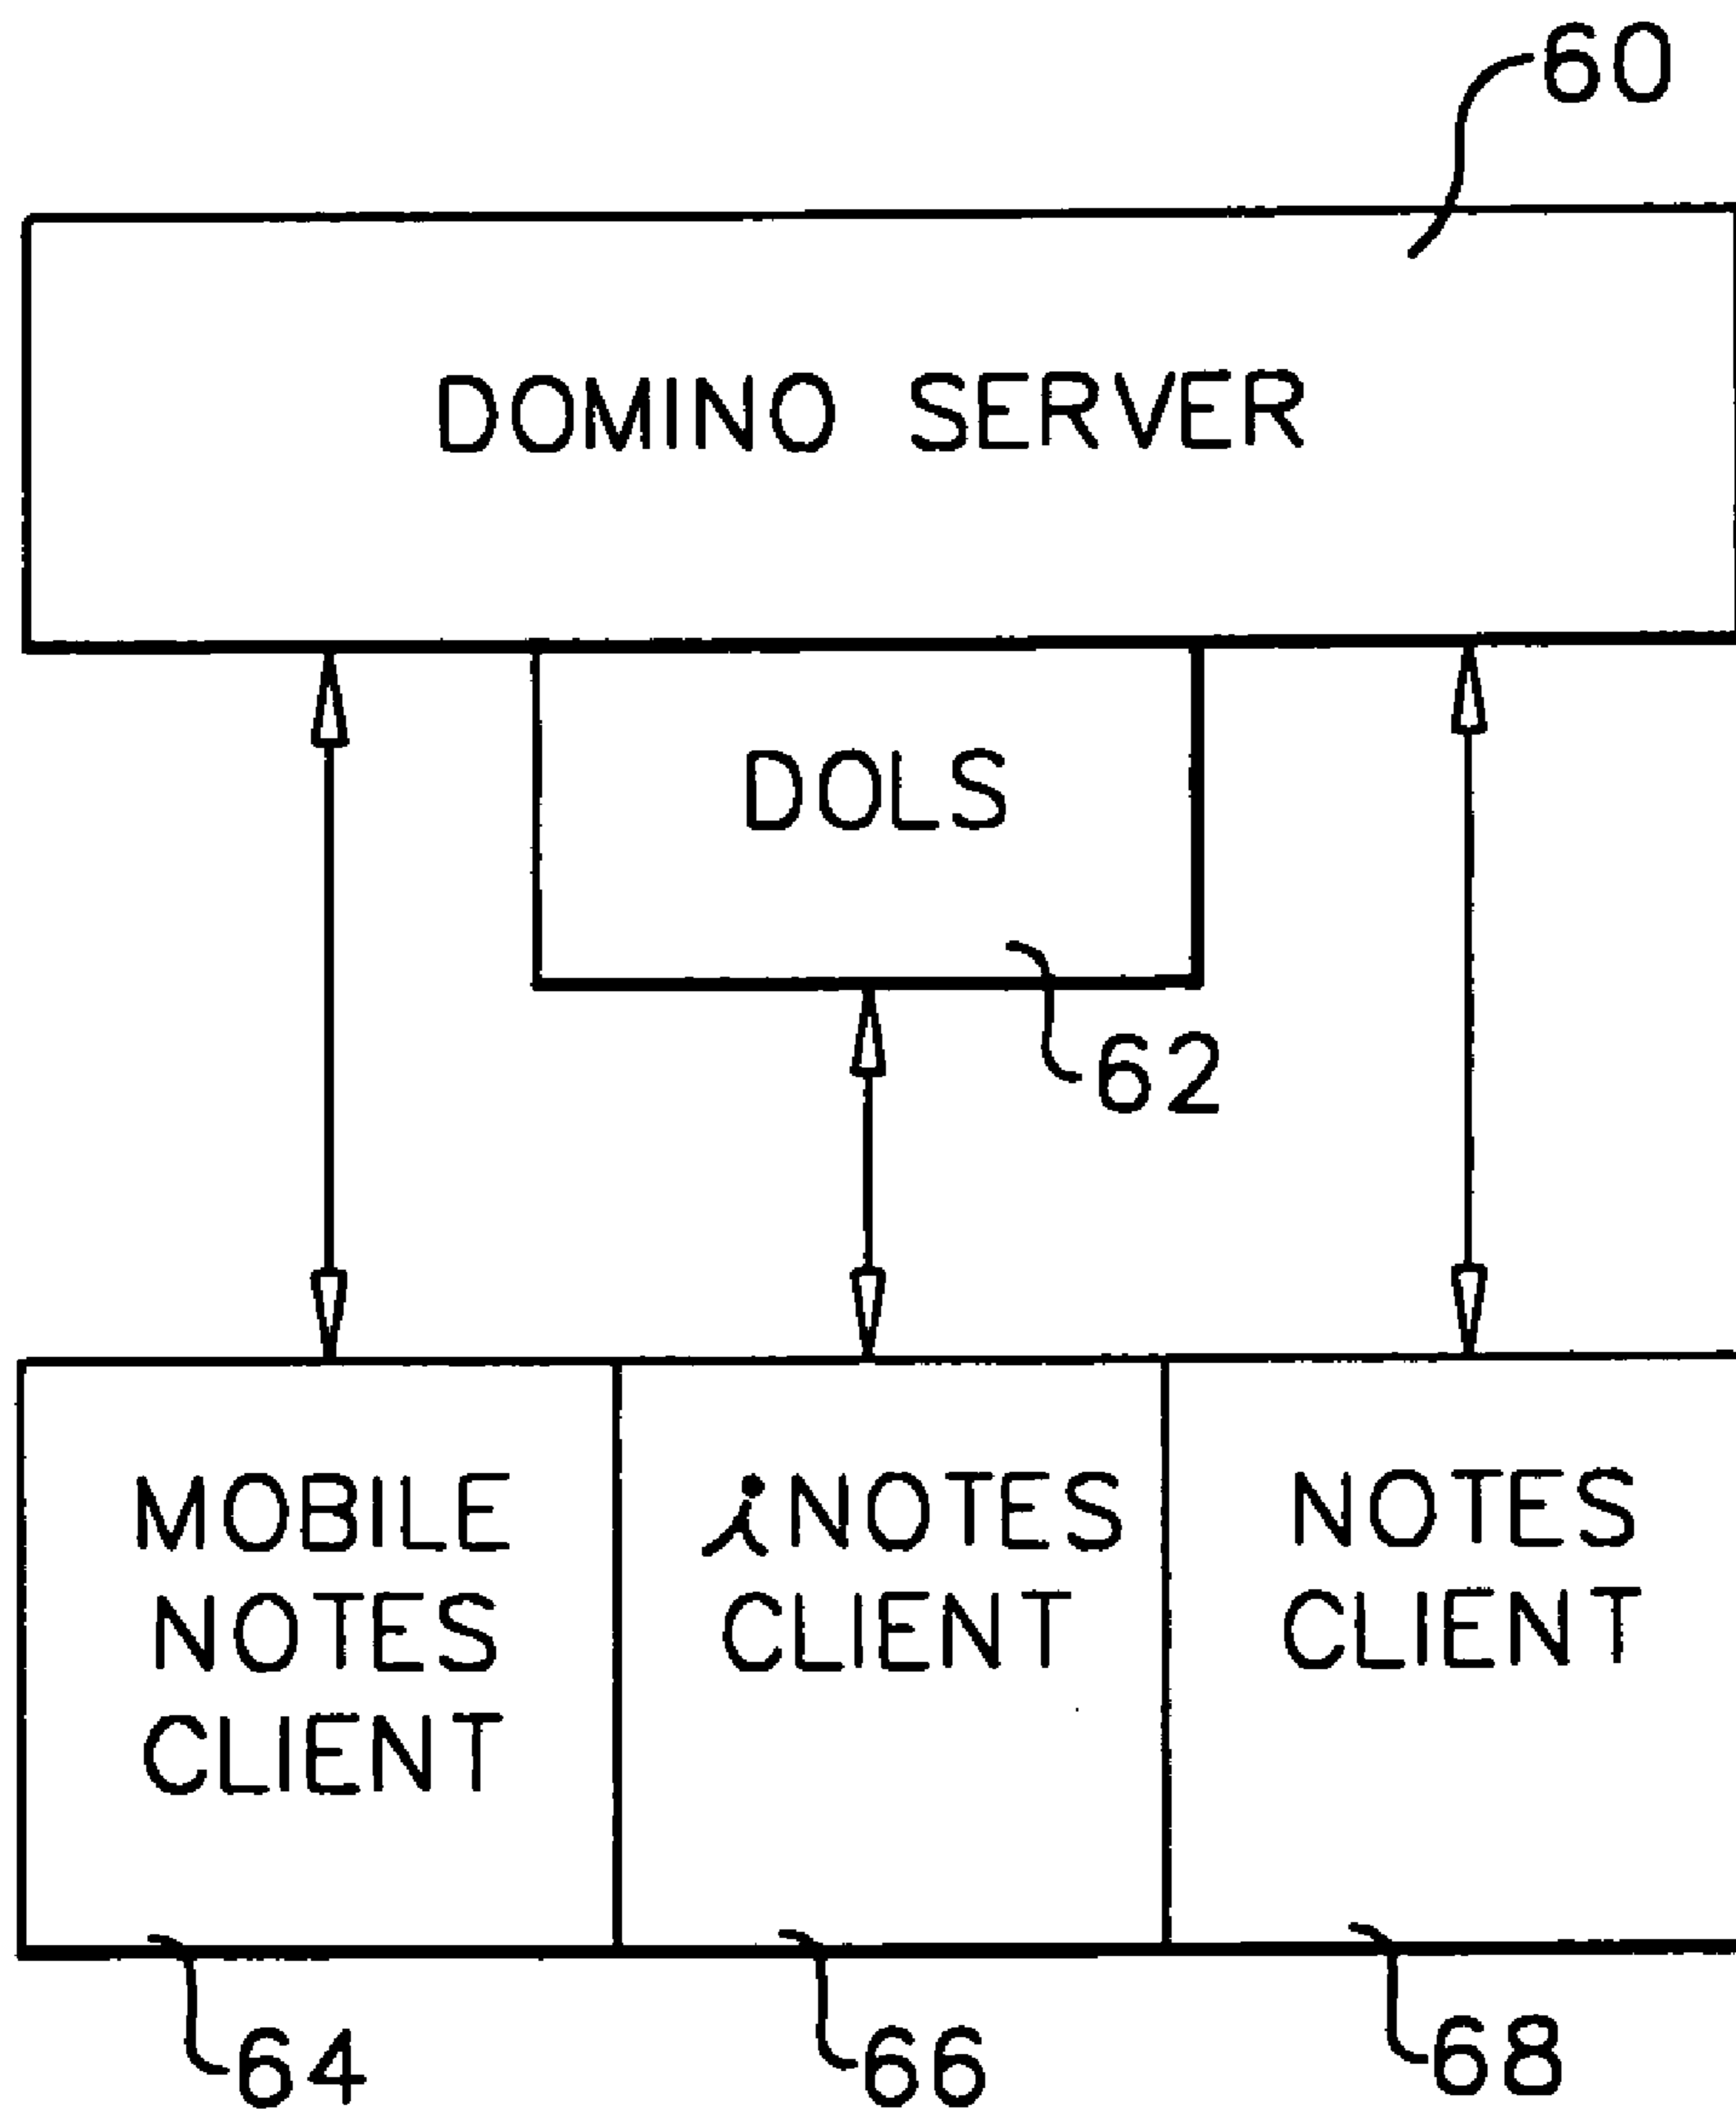 60
DOMINO SERVER
DOLS
62
MOBILE
NOTES
CLIENT
iNOTES
CLIENT
NOTES
CLIENT
64
66
68